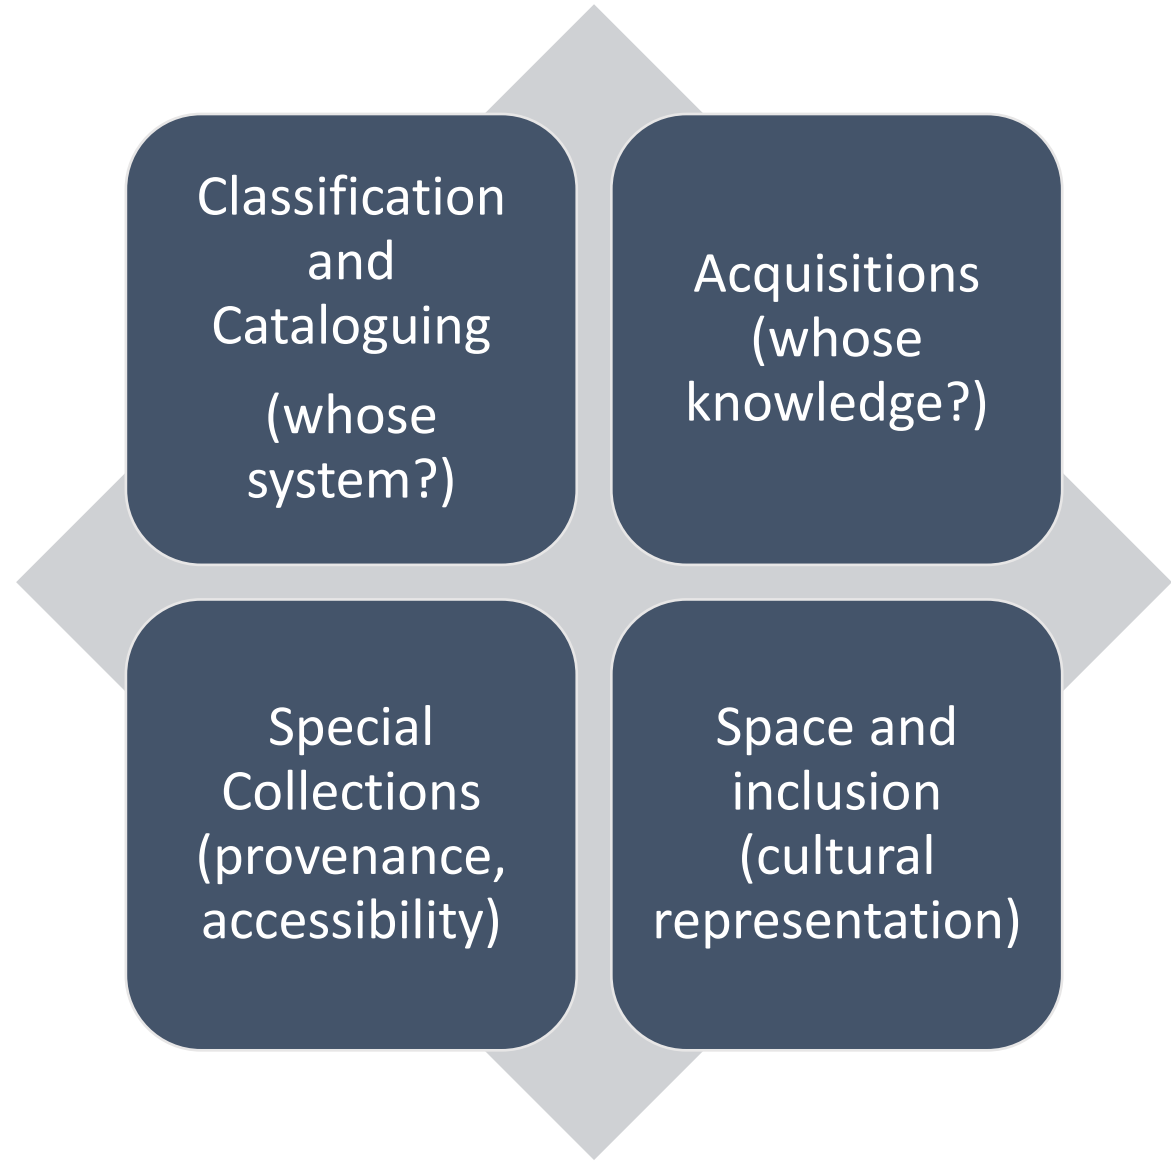 Classification
and
Cataloguing
(whose
system?)
Acquisitions
(whose
knowledge?)
Special
Collections
(provenance,
accessibility)
Space and
inclusion
(cultural
representation)